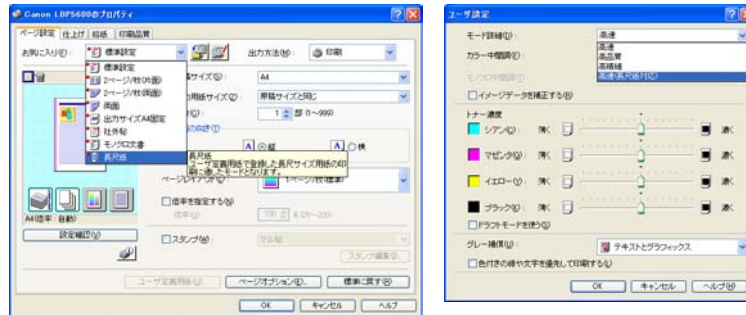 Canon LBP5600のプロパティ
ページ設定 仕上げ 給紙 印刷品質
お気に入り(F): 標準設定
出力方法(M): 印刷
標準設定
2ページ/枚(片面)
2ページ/枚(両面)
両面
出力サイズA4固定
社外秘
モノクロ文書
長尺紙
サイズ(S): A4
用紙サイズ(Z): 原稿サイズと同じ
1 部 (1~999)
の向き(T)
A 縦 A 横
長尺紙
ユーザ定義用紙で登録した長尺サイズ用紙の印刷に適したモードとなります。
1ページ/枚(標準)
倍率を指定する(N)
100 % (25~200)
A4(倍率:自動)
設定確認(V)
スタンプ(W):
マル秘
スタンプ編集
ユーザ定義用紙
ページオプション
標準に戻す(R)
OK キャンセル ヘルプ
ユーザ設定
モード詳細(D): 高速
高速
高品質
高精細
高速(長尺紙対応)
カラー中間調
モノクロ中間調
イメージデータを補正する(B)
トナー濃度
シアン(C): 薄く 濃く
マゼンタ(G): 薄く 濃く
イエロー(Y): 薄く 濃く
ブラック(K): 薄く 濃く
ドラフトモードを使う(Q)
グレー補償(U): テキストとグラフィックス
色付きの線や文字を優先して印刷する(L)
OK キャンセル ヘルプ(H)